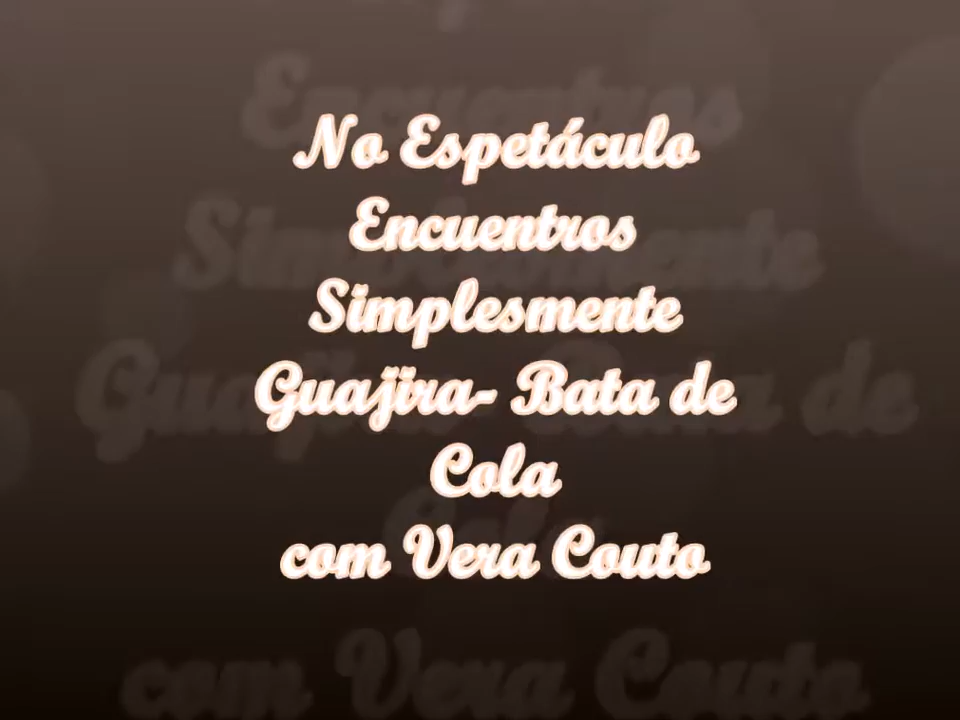 No Espetáculo
Encuentros
Simplesmente
Guajira- Bata de
Cola
com Vera Couto